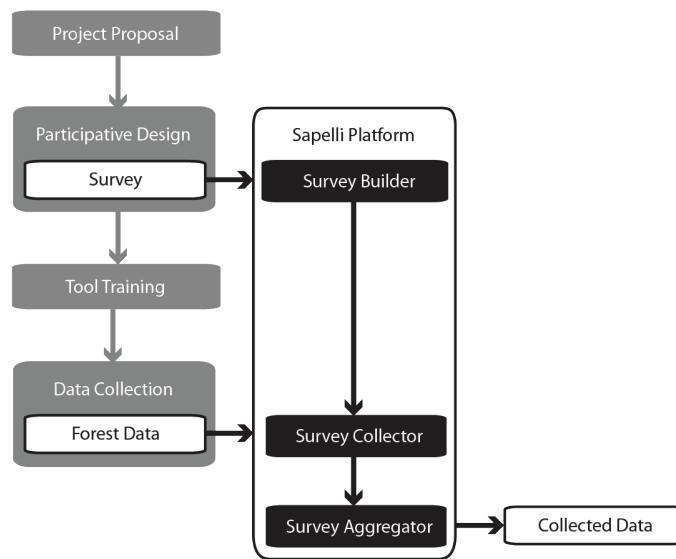 Project Proposal
Participative Design
Survey
Tool Training
Data Collection
Forest Data
Sapelli Platform
Survey Builder
Survey Collector
Survey Aggregator
Collected Data